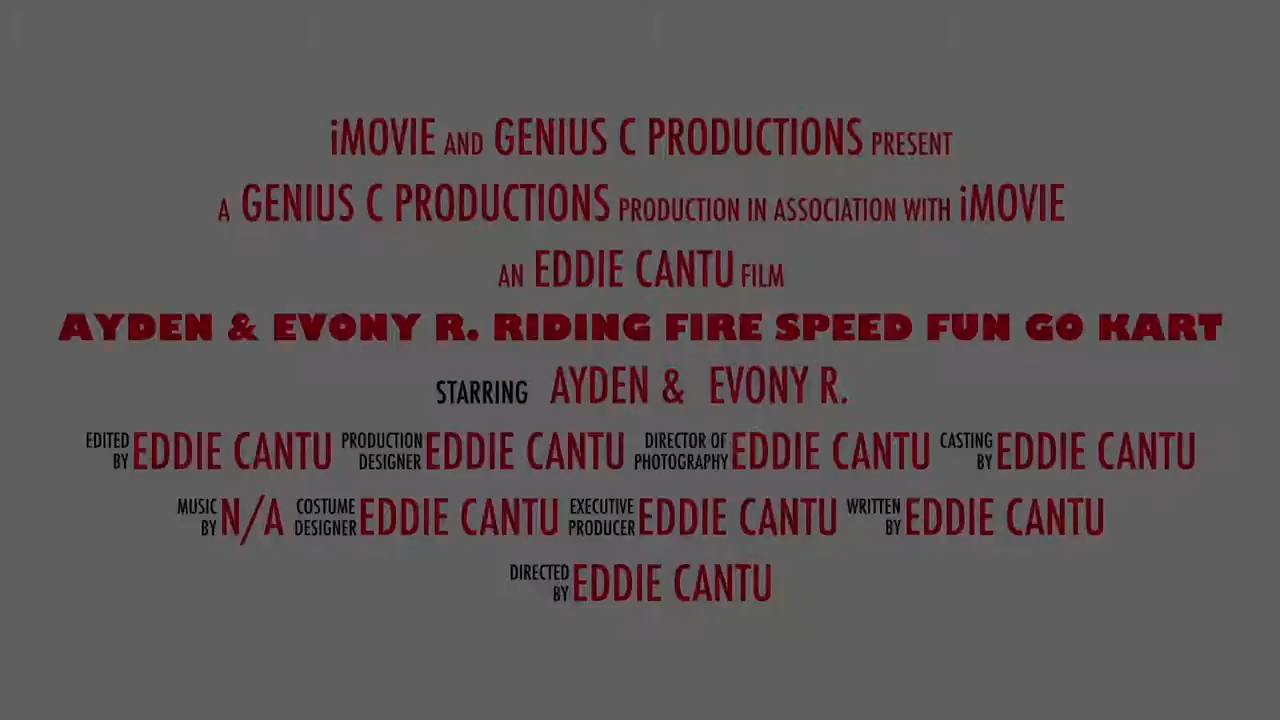 iMOVIE AND GENIUS C PRODUCTIONS PRESENT
A GENIUS C PRODUCTIONS PRODUCTION IN ASSOCIATION WITH iMOVIE
AN EDDIE CANTU FILM
AYDEN & EVONY R. RIDING FIRE SPEED FUN GO KART
STARRING AYDEN & EVONY R.
EDITED BY EDDIE CANTU PRODUCTION DESIGNER EDDIE CANTU DIRECTOR OF PHOTOGRAPHY EDDIE CANTU CASTING BY EDDIE CANTU
MUSIC BY N/A COSTUME DESIGNER EDDIE CANTU EXECUTIVE PRODUCER EDDIE CANTU WRITTEN BY EDDIE CANTU
DIRECTED BY EDDIE CANTU